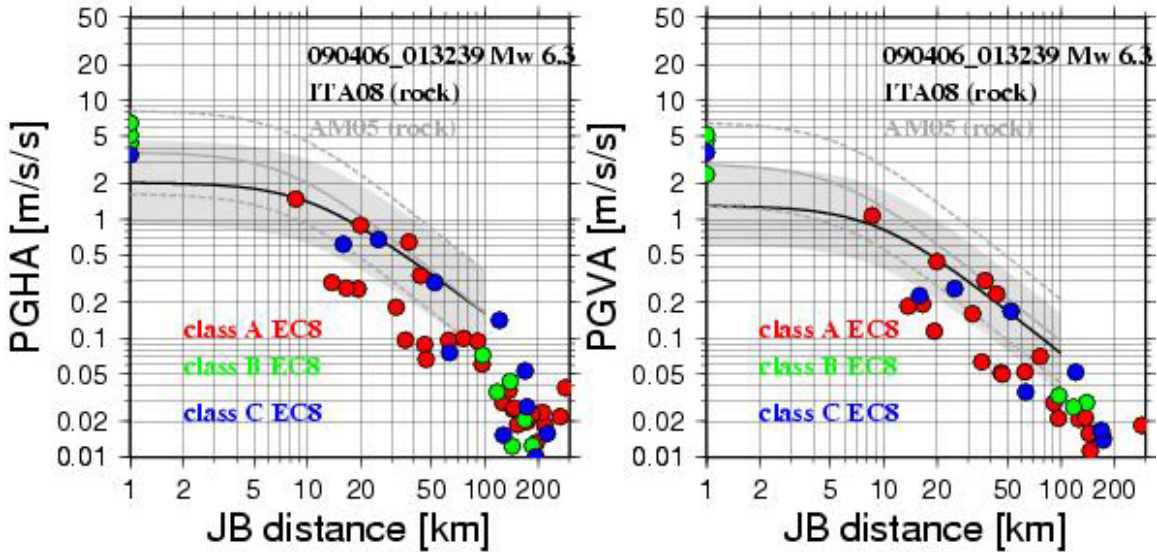 50
20
10
5
2
1
0.5
0.2
0.1
0.05
0.02
0.01
PGHA [m/s/s]
090406_013239 Mw 6.3
ITA08 (rock)
AM05 (rock)
class A EC8
class B EC8
class C EC8
1 2 5 10 20 50 100 200
JB distance [km]
50
20
10
5
2
1
0.5
0.2
0.1
0.05
0.02
0.01
PGVA [m/s/s]
090406_013239 Mw 6.3
ITA08 (rock)
AM05 (rock)
class A EC8
class B EC8
class C EC8
1 2 5 10 20 50 100 200
JB distance [km]